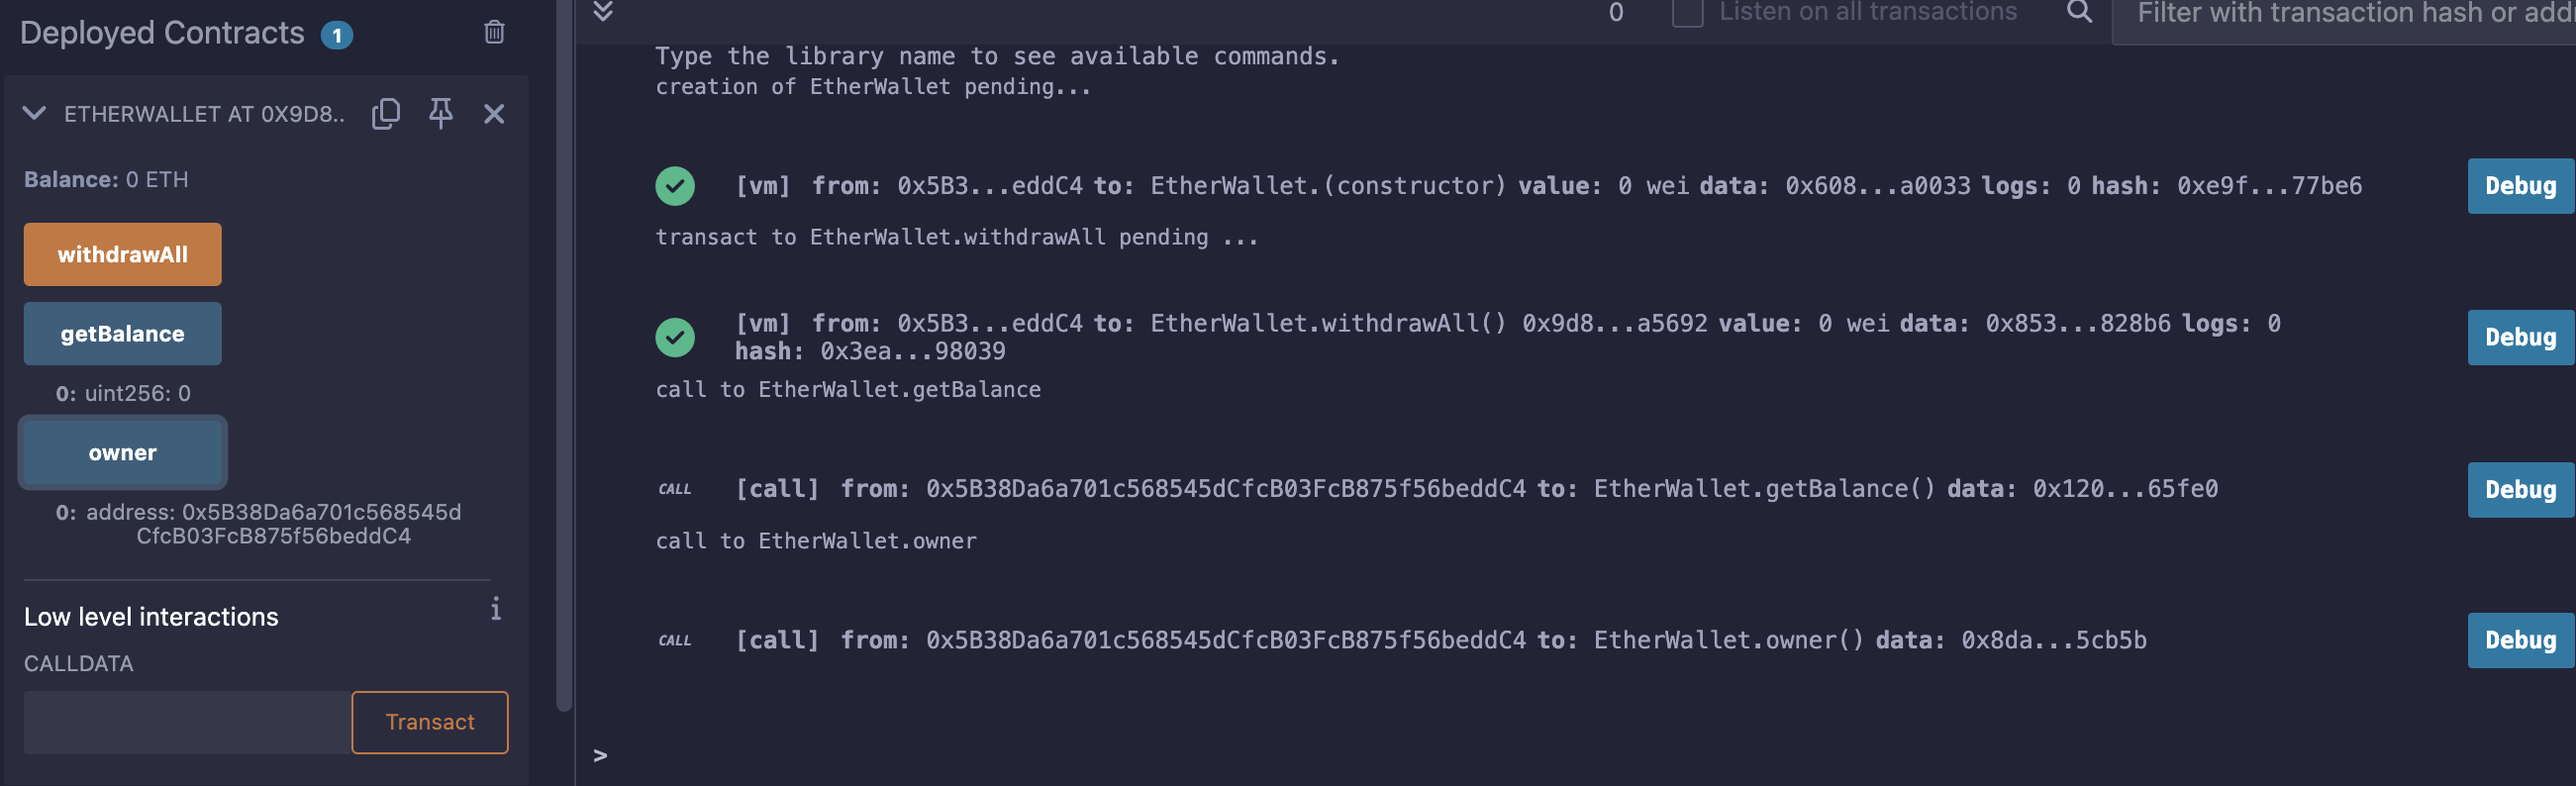 Deployed Contracts 1
ETHERWALLET AT 0X9D8..
Balance: 0 ETH
withdrawAll
getBalance
0: uint256: 0
owner
0: address: 0x5B38Da6a701c568545d
CfcB03FcB875f56beddC4
Low level interactions
i
CALLDATA
Transact
0 Listen on all transactions Filter with transaction hash or add
Type the library name to see available commands.
creation of EtherWallet pending...
[vm] from: 0x5B3...eddC4 to: EtherWallet.(constructor) value: 0 wei data: 0x608...a0033 logs: 0 hash: 0xe9f...77be6 Debug
transact to EtherWallet.withdrawAll pending ...
[vm] from: 0x5B3...eddC4 to: EtherWallet.withdrawAll() 0x9d8...a5692 value: 0 wei data: 0x853...828b6 logs: 0 Debug
hash: 0x3ea...98039
call to EtherWallet.getBalance
CALL [call] from: 0x5B38Da6a701c568545dCfcB03FcB875f56beddC4 to: EtherWallet.getBalance() data: 0x120...65fe0 Debug
call to EtherWallet.owner
CALL [call] from: 0x5B38Da6a701c568545dCfcB03FcB875f56beddC4 to: EtherWallet.owner() data: 0x8da...5cb5b Debug
>